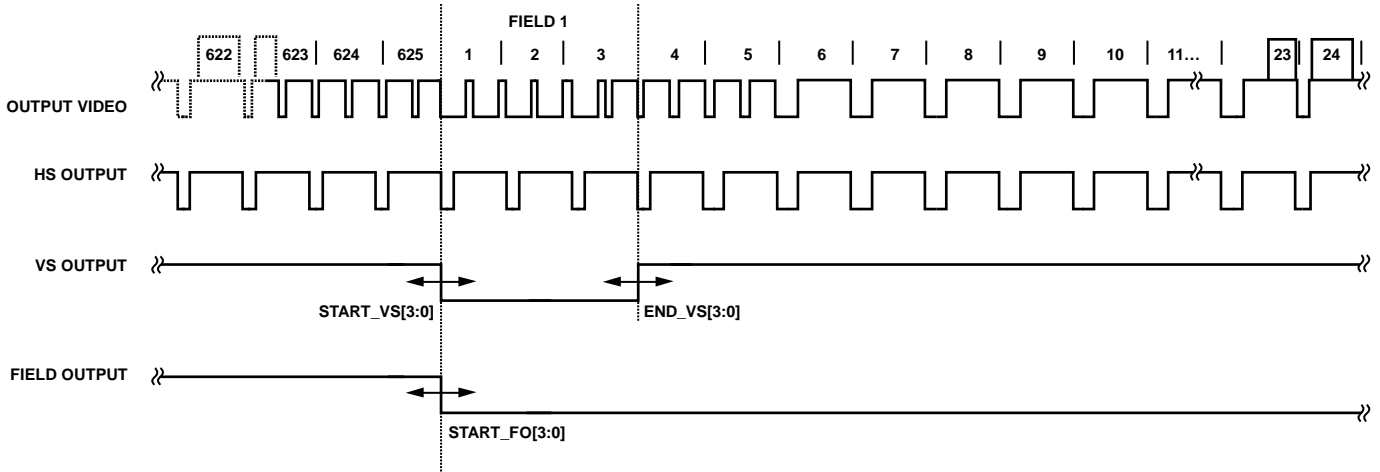 FIELD 1
622 623 624 625 1 2 3 4 5 6 7 8 9 10 11... 23 24
OUTPUT VIDEO
HS OUTPUT
VS OUTPUT
START_VS[3:0] END_VS[3:0]
FIELD OUTPUT
START_FO[3:0]